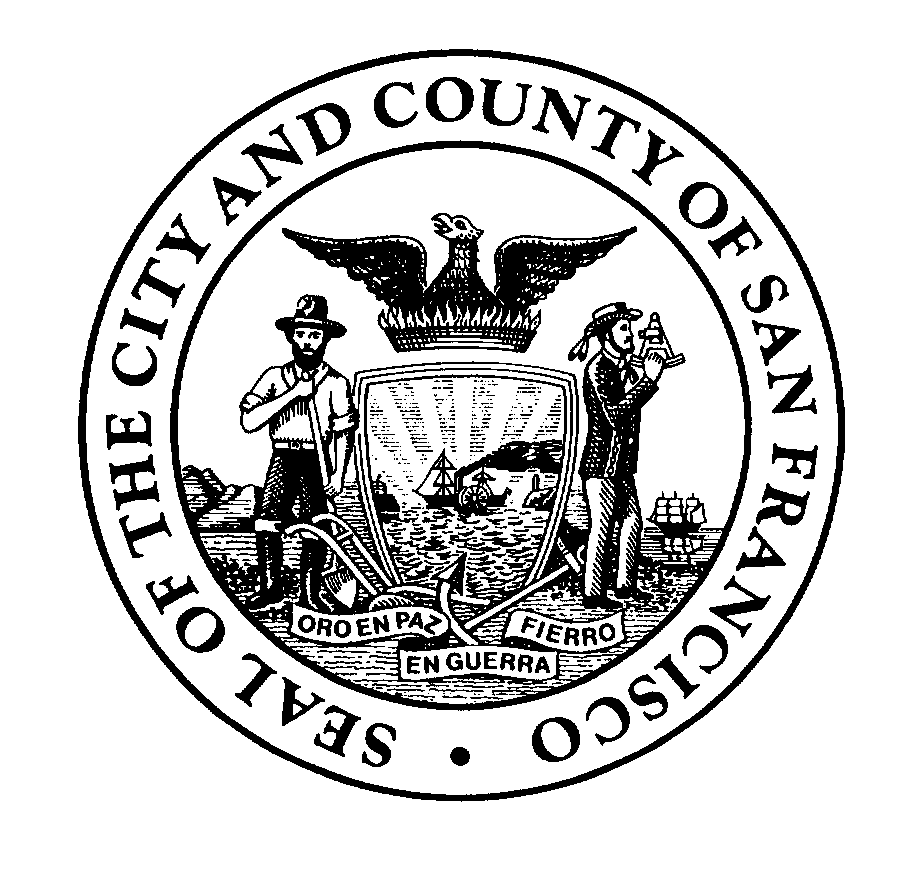 SEAL OF THE CITY AND COUNTY OF SAN FRANCISCO
ORO EN PAZ
FIERRO
EN GUERRA